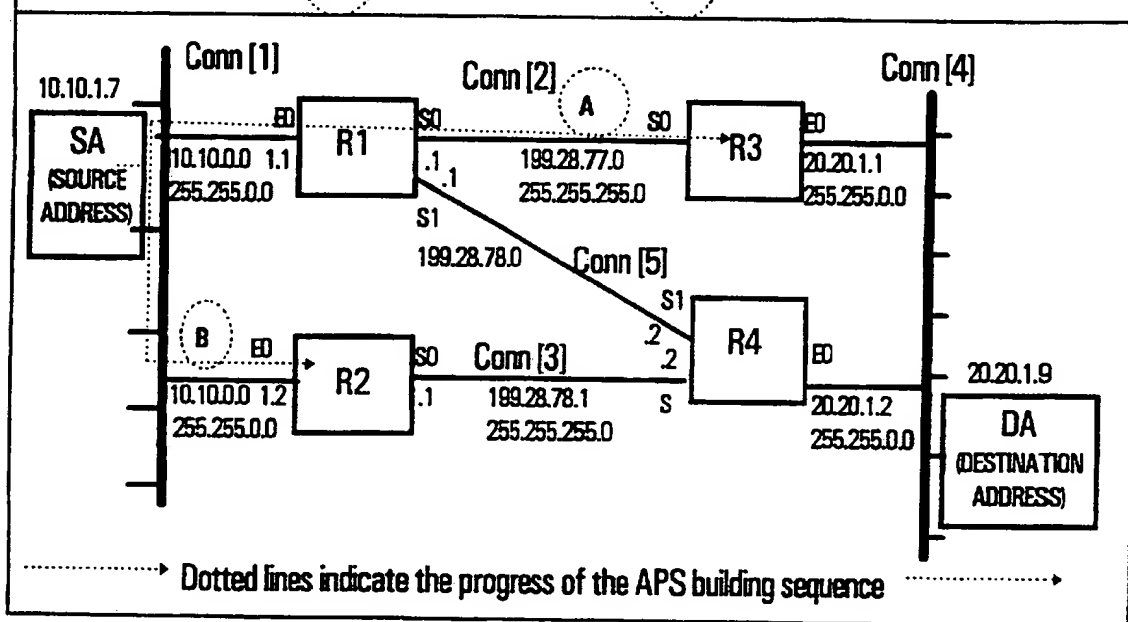 Conn [1]
Conn [2]
Conn [4]
10.10.1.7
SA
(SOURCE
ADDRESS)
E0
R1
S0
A
S0
R3
E0
10.10.0.0 1.1
255.255.0.0
.1
.1
199.28.77.0
255.255.255.0
20.20.1.1
255.255.0.0
S1
199.28.78.0
Conn [5]
S1
.2
.2
R4
E0
B
E0
R2
S0
Conn [3]
10.10.0.0 1.2
255.255.0.0
.1
199.28.78.1
255.255.255.0
S
20.20.1.2
255.255.0.0
20.20.1.9
DA
(DESTINATION
ADDRESS)
Dotted lines indicate the progress of the APS building sequence